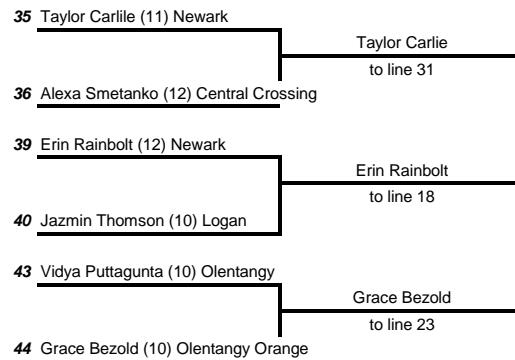 35 Taylor Carlile (11) Newark
Taylor Carlie
to line 31
36 Alexa Smetanko (12) Central Crossing
39 Erin Rainbolt (12) Newark
Erin Rainbolt
to line 18
40 Jazmin Thomson (10) Logan
43 Vidya Puttagunta (10) Olentangy
Grace Bezold
to line 23
44 Grace Bezold (10) Olentangy Orange